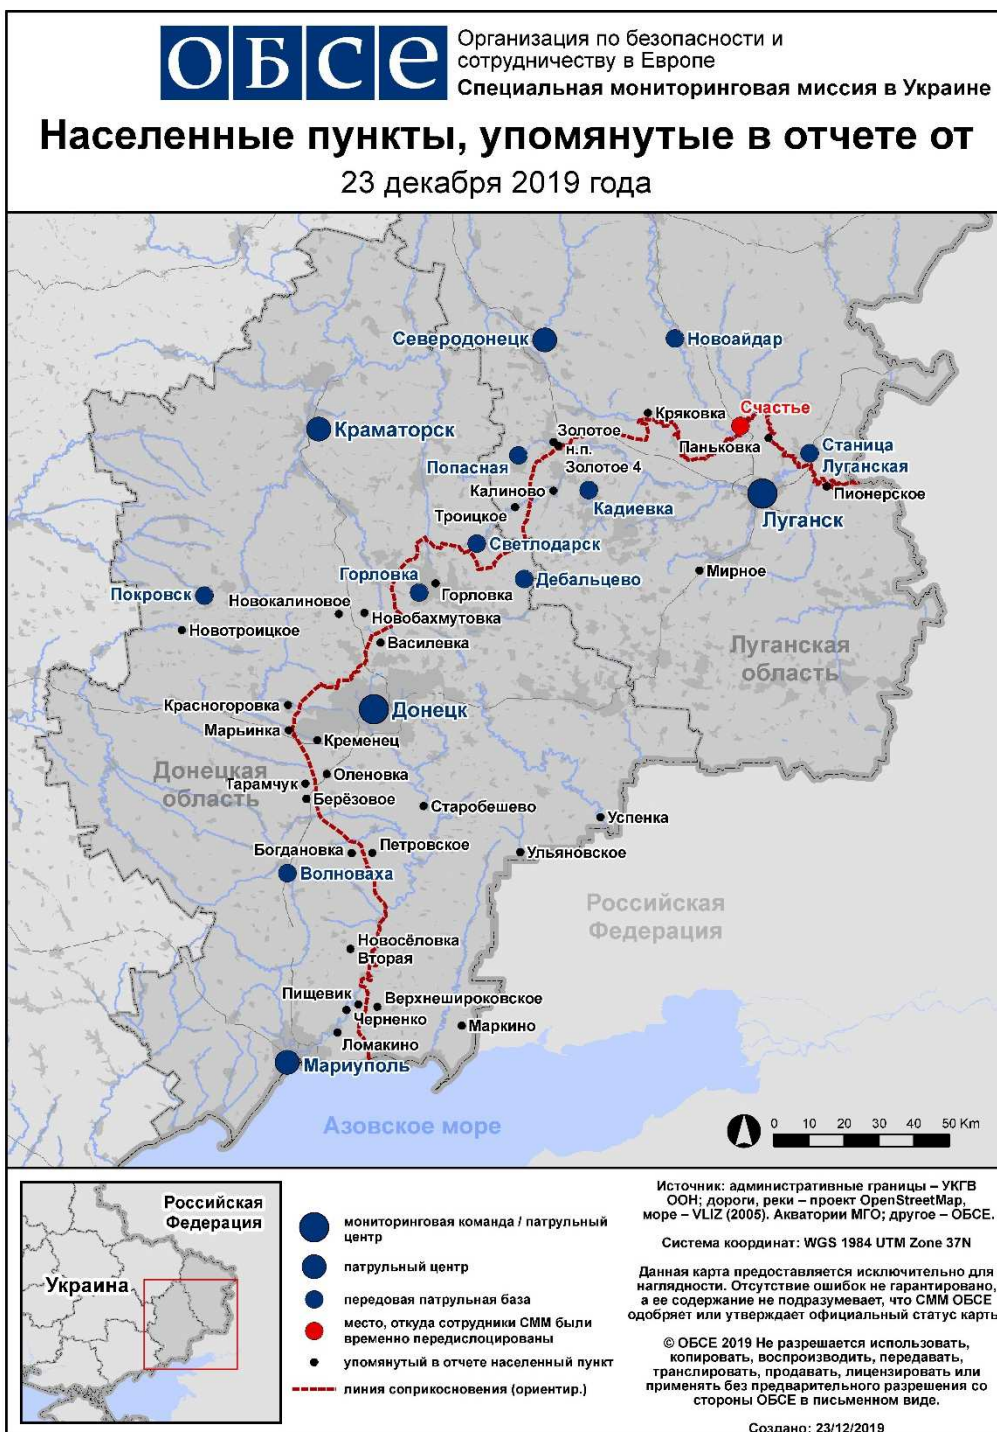 ОБСЕ
Организация по безопасности и
сотрудничеству в Европе
Специальная мониторинговая миссия в Украине
Населенные пункты, упомянутые в отчете от
23 декабря 2019 года
Северодонецк
Новоайдар
Кряковка
Счастье
Краматорск
Золотое
н.п.
Золотое 4
Паньковка
Станица
Луганская
Попасная
Калиново
Кадиевка
Пионерское
Троицкое
Луганск
Светлодарск
Горловка
Дебальцево
Мирное
Покровск
Новокалиновое
Горловка
Новобахмутовка
Новотроицкое
Василевка
Луганская
область
Красногоровка
Донецк
Марьинка
Кременец
Донецкая
область
Оленовка
Тарамчук
Берёзовое
Старобешево
Успенка
Богдановка
Петровское
Ульяновское
Волноваха
Российская
Федерация
Новосёловка
Вторая
Пищевик
Верхнешироковское
Черненко
Маркино
Ломакино
Мариуполь
Азовское море
0 10 20 30 40 50 Km
Российская
Федерация
Украина
мониторинговая команда / патрульный
центр
патрульный центр
передовая патрульная база
место, откуда сотрудники СММ были
временно передислоцированы
упомянутый в отчете населенный пункт
линия соприкосновения (ориентир.)
Источник: административные границы – УКГВ
ООН; дороги, реки – проект OpenStreetMap,
море – VLIZ (2005). Акватории МГО; другое – ОБСЕ.
Система координат: WGS 1984 UTM Zone 37N
Данная карта предоставляется исключительно для
наглядности. Отсутствие ошибок не гарантировано,
а ее содержание не подразумевает, что СММ ОБСЕ
одобряет или утверждает официальный статус карты
© ОБСЕ 2019 Не разрешается использовать,
копировать, воспроизводить, передавать,
транслировать, продавать, лицензировать или
применять без предварительного разрешения со
стороны ОБСЕ в письменном виде.
Создано: 23/12/2019